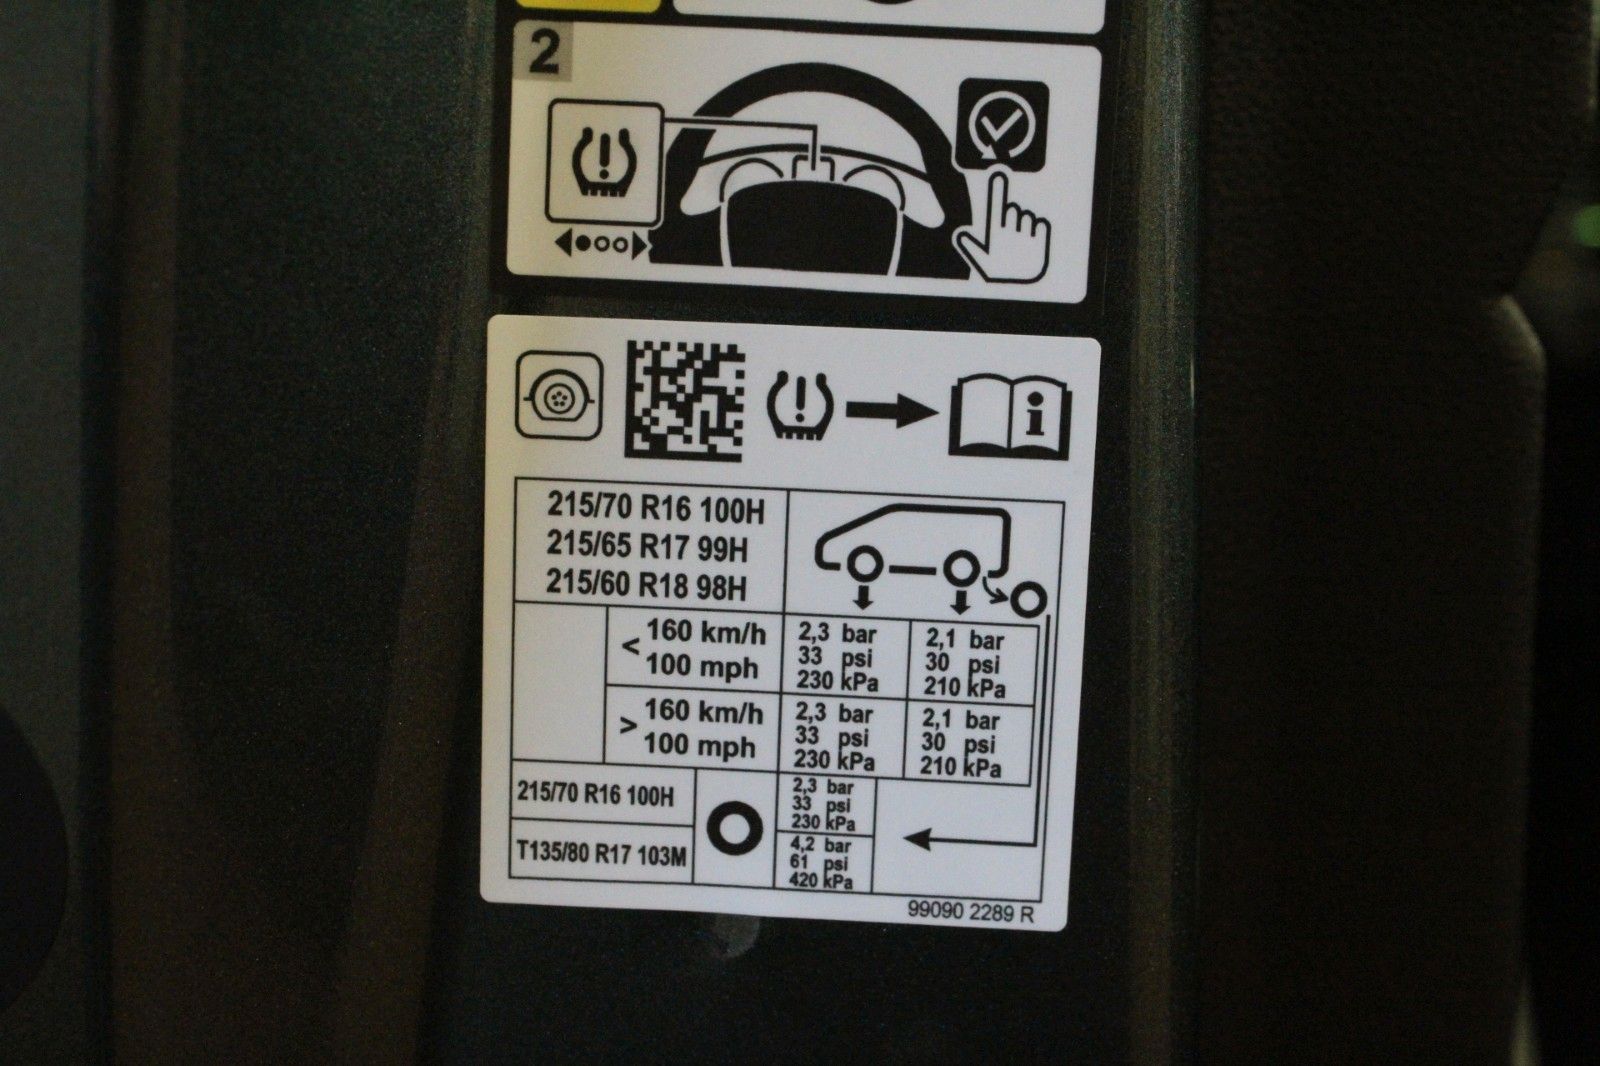 2
215/70 R16 100H
215/65 R17 99H
215/60 R18 98H
< 160 km/h
100 mph
2,3 bar
33 psi
230 kPa
2,1 bar
30 psi
210 kPa
> 160 km/h
100 mph
2,3 bar
33 psi
230 kPa
2,1 bar
30 psi
210 kPa
215/70 R16 100H
2,3 bar
33 psi
230 kPa
T135/80 R17 103M
4,2 bar
61 psi
420 kPa
99090 2289 R